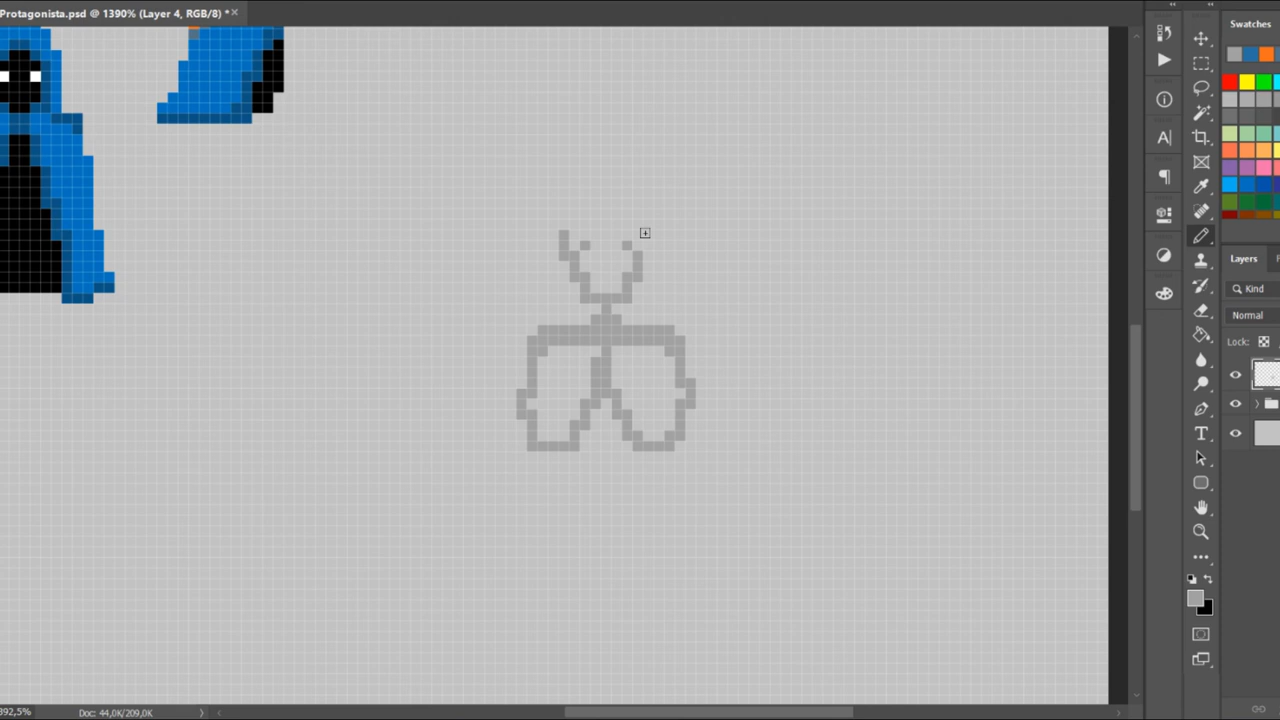 Protagonista.psd @ 1390% (Layer 4, RGB/8) *
Swatches
Layers
Kind
Normal
Lock:
392,5%
Doc: 44,0K/209,0K